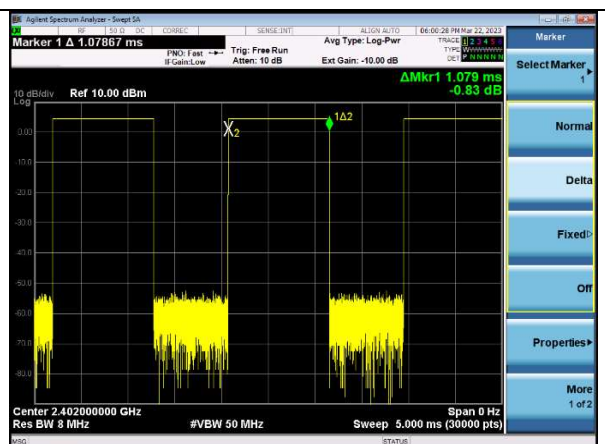 Agilent Spectrum Analyzer - Swept SA
RF 50 Ω DC CORREC SENSE:INT ALIGN AUTO 06:00:28 PM Mar 22, 2023
Marker 1 Δ 1.07867 ms
PNO: Fast
IFGain:Low
Trig: Free Run
Atten: 10 dB
Avg Type: Log-Pwr
Ext Gain: -10.00 dB
TRACE 1 2 3 4 5 6
TYPE
DET P N N N N N
ΔMkr1 1.079 ms
-0.83 dB
10 dB/div
Log
Ref 10.00 dBm
1Δ2
X2
0.00
-10.0
-20.0
-30.0
-40.0
-50.0
-60.0
-70.0
-80.0
Center 2.402000000 GHz
Span 0 Hz
Res BW 8 MHz
#VBW 50 MHz
Sweep 5.000 ms (30000 pts)
MSG
STATUS
Marker
Select Marker
1
Normal
Delta
Fixed
Off
Properties
More
1 of 2